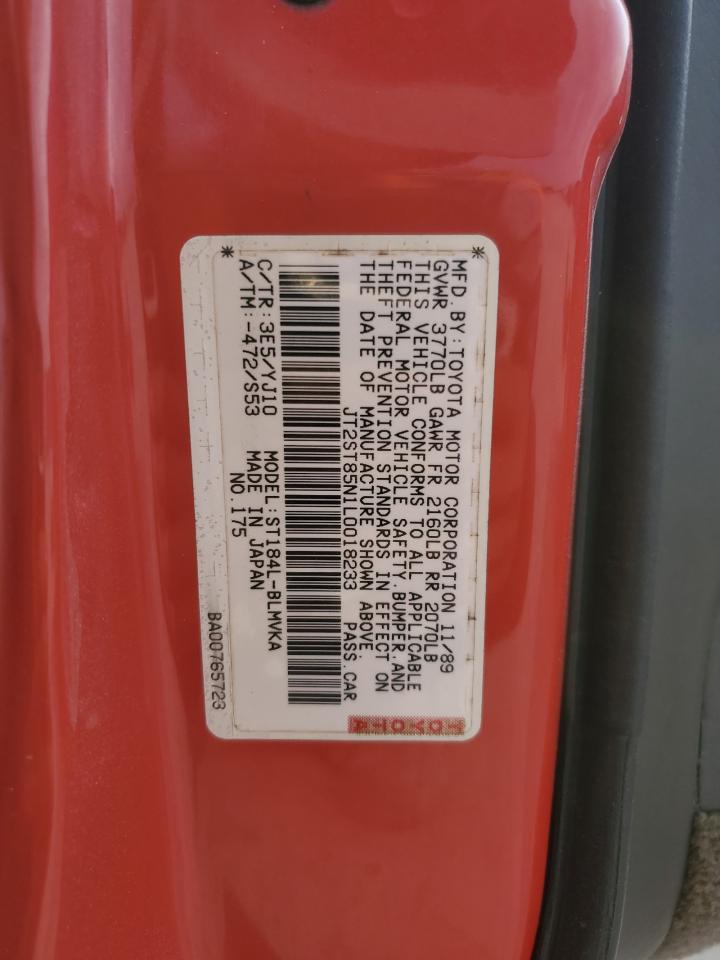 MFD.BY:TOYOTA MOTOR CORPORATION 11/89
GVWR 3770LB GAWR FR 2160LB RR 2070LB
THIS VEHICLE CONFORMS TO ALL APPLICABLE
FEDERAL MOTOR VEHICLE SAFETY.BUMPER.AND
THEFT PREVENTION STANDARDS IN EFFECT ON
THE DATE OF MANUFACTURE SHOWN ABOVE.
JT2ST85N1L0018233 PASS.CAR
TOYOTA
* *
C/TR:3E5/YJ10 MODEL:ST184L-BLMVKA
A/TM:-472/S53 MADE IN JAPAN
NO.175
BA00765723